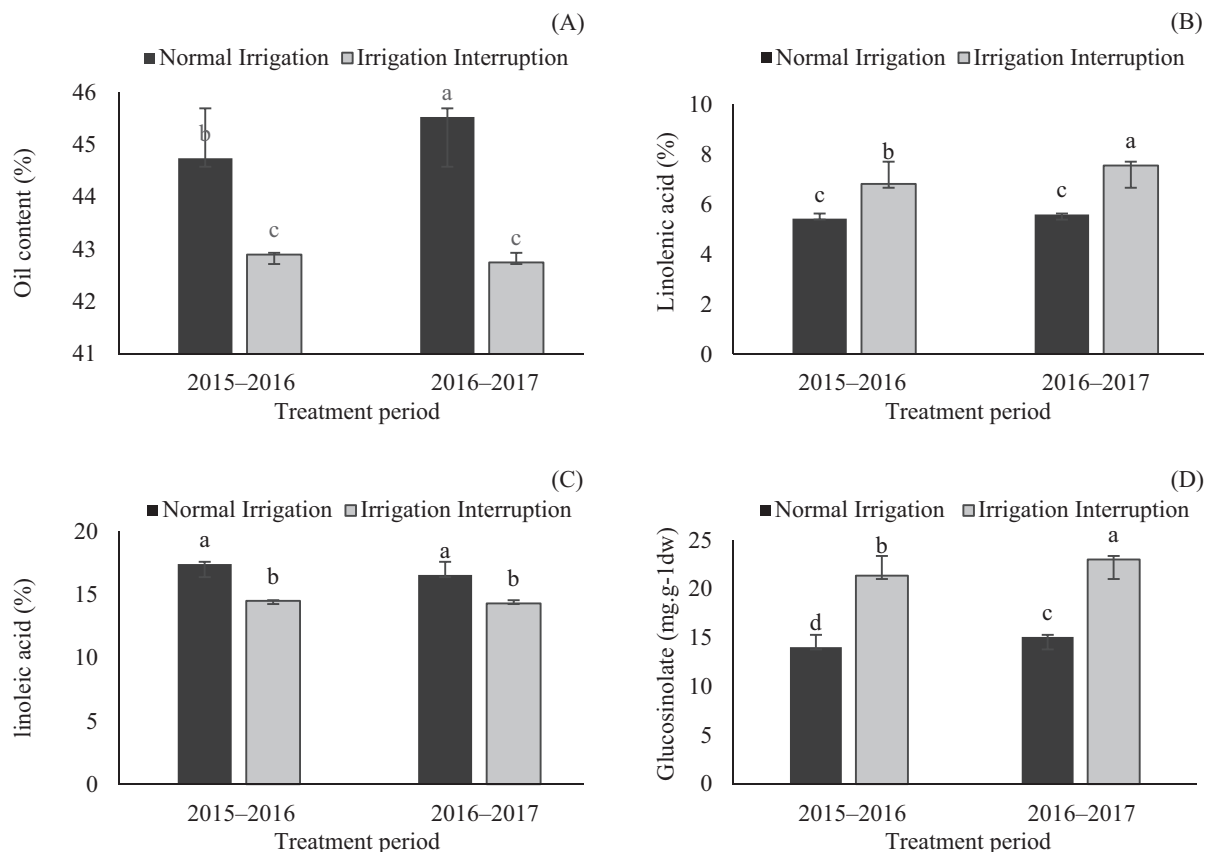 (A)
Normal Irrigation Irrigation Interruption
Oil content (%)
46
45
44
43
42
41
b
c
a
c
2015–2016 2016–2017
Treatment period
(B)
Normal Irrigation Irrigation Interruption
Linolenic acid (%)
10
8
6
4
2
0
c
b
c
a
2015–2016 2016–2017
Treatment period
(C)
Normal Irrigation Irrigation Interruption
linoleic acid (%)
20
15
10
5
0
a
b
a
b
2015–2016 2016–2017
Treatment period
(D)
Normal Irrigation Irrigation Interruption
Glucosinolate (mg.g-1dw)
25
20
15
10
5
0
d
b
c
a
2015–2016 2016–2017
Treatment period